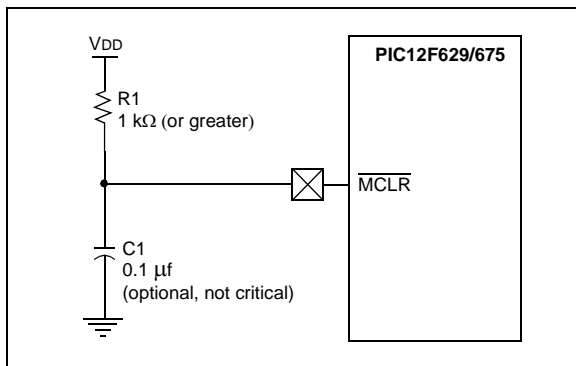 VDD
PIC12F629/675
R1
1 kΩ (or greater)
MCLR
C1
0.1 μf
(optional, not critical)